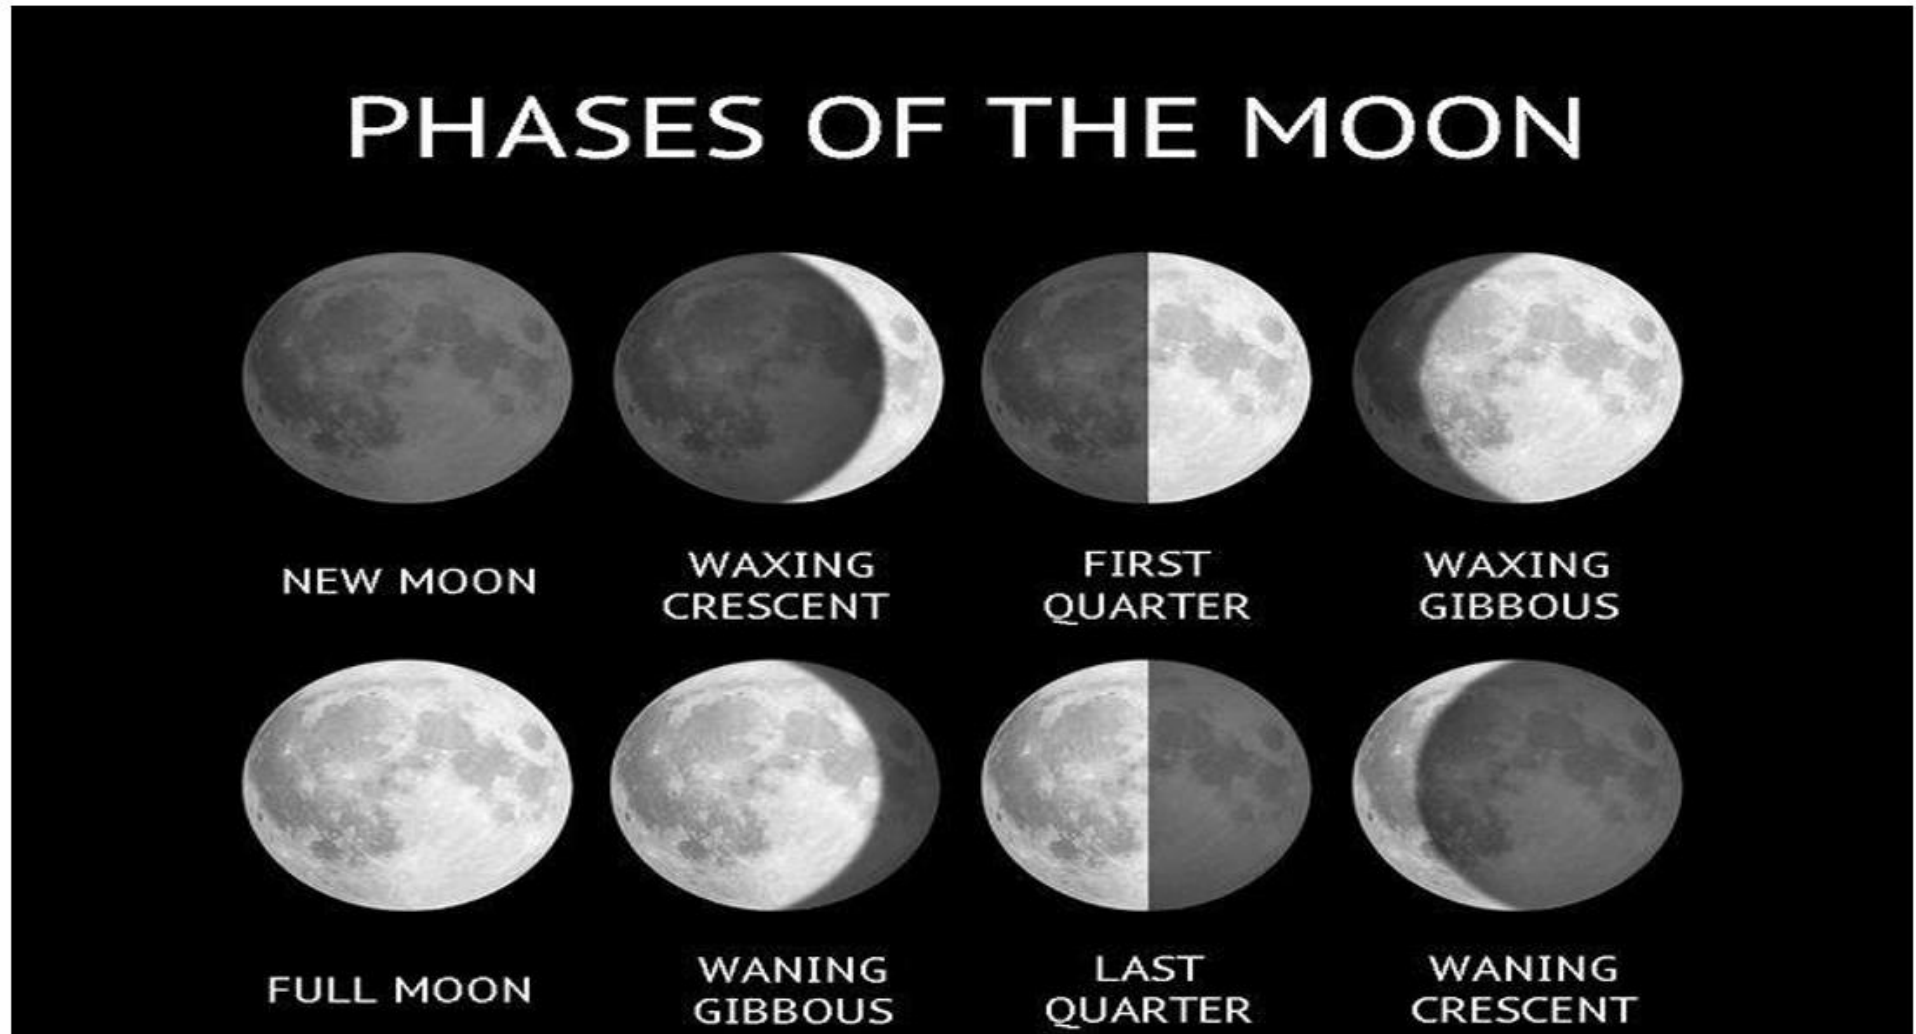 PHASES OF THE MOON
NEW MOON
WAXING
CRESCENT
FIRST
QUARTER
WAXING
GIBBOUS
FULL MOON
WANING
GIBBOUS
LAST
QUARTER
WANING
CRESCENT